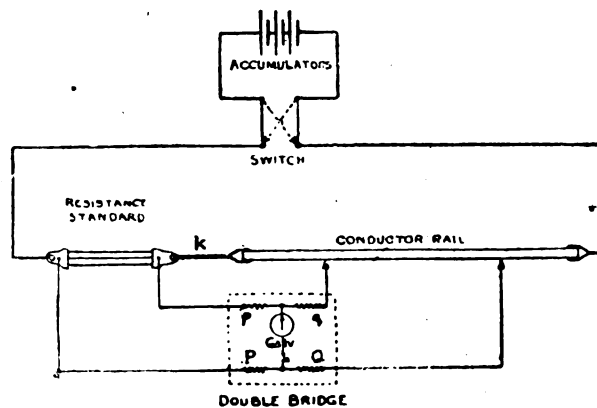 ACCUMULATORS
SWITCH
RESISTANCE
STANDARD
k
CONDUCTOR RAIL
p q
Galv
P Q
DOUBLE BRIDGE